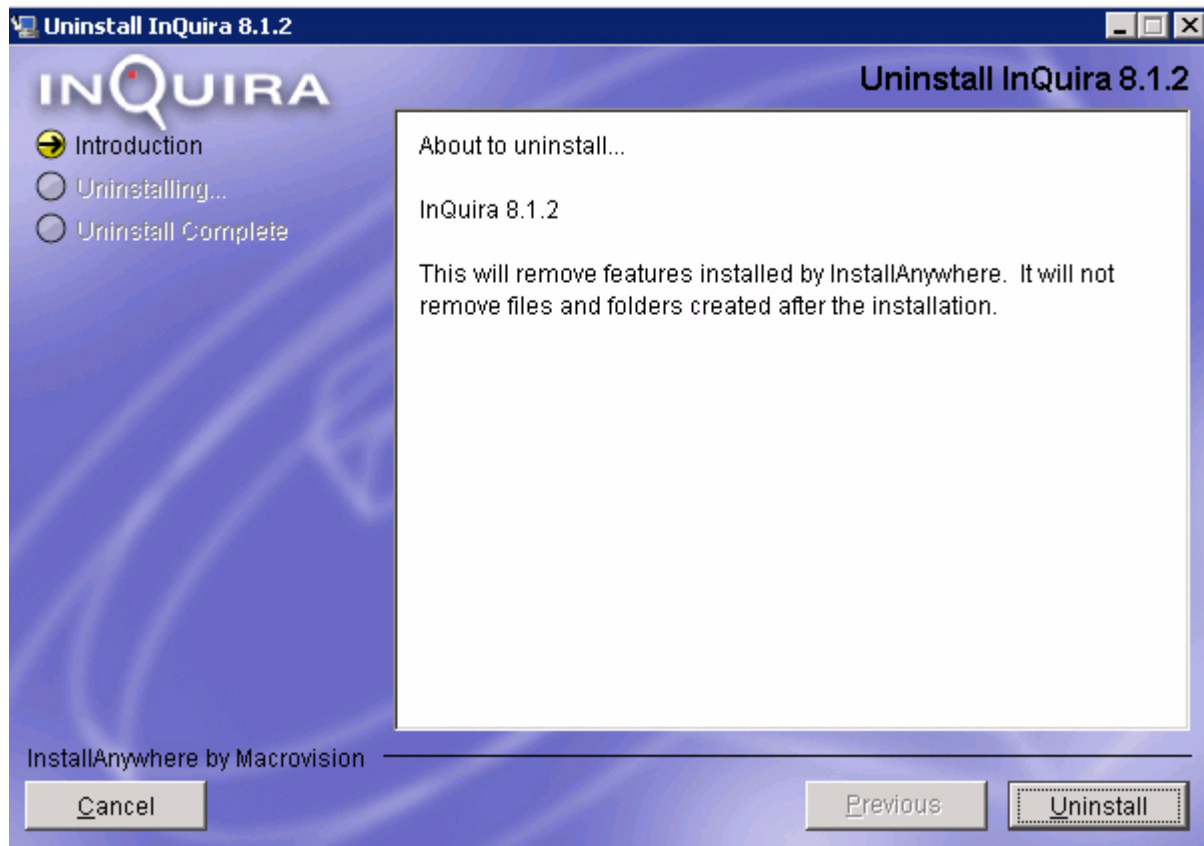 Uninstall InQuira 8.1.2
INQUIRA
Uninstall InQuira 8.1.2
Introduction
Uninstalling...
Uninstall Complete
About to uninstall...
InQuira 8.1.2
This will remove features installed by InstallAnywhere.  It will not
remove files and folders created after the installation.
InstallAnywhere by Macrovision
Cancel
Previous
Uninstall